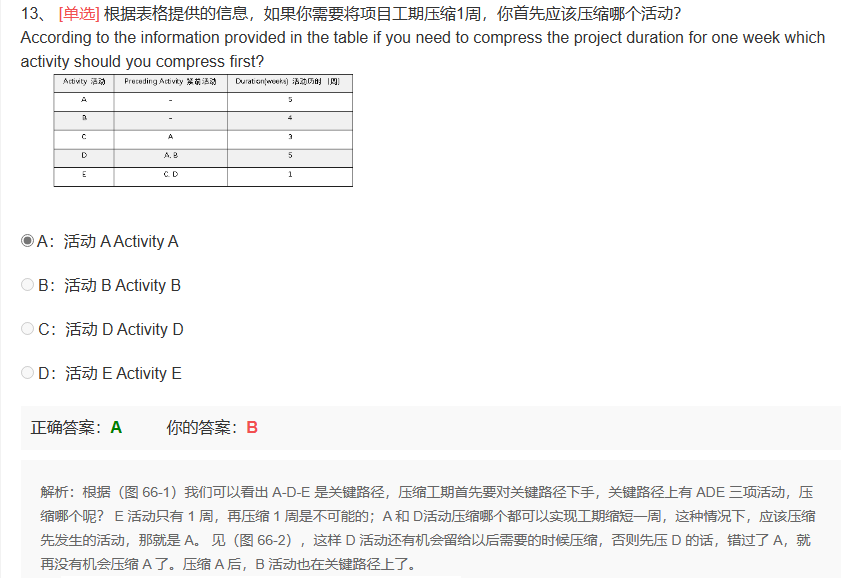 13、 [单选] 根据表格提供的信息，如果你需要将项目工期压缩1周，你首先应该压缩哪个活动？
According to the information provided in the table if you need to compress the project duration for one week which
activity should you compress first?
Activity 活动 Preceding Activity 紧前活动 Duration(weeks) 活动历时（周）
A - 5
B - 4
C A 3
D A, B 5
E C, D 1
A：活动 A Activity A
B：活动 B Activity B
C：活动 D Activity D
D：活动 E Activity E
正确答案：A 你的答案：B
解析：根据（图 66-1）我们可以看出 A-D-E 是关键路径，压缩工期首先要对关键路径下手，关键路径上有 ADE 三项活动，压
缩哪个呢？ E 活动只有 1 周，再压缩 1 周是不可能的；A 和 D活动压缩哪个都可以实现工期缩短一周，这种情况下，应该压缩
先发生的活动，那就是 A。 见（图 66-2），这样 D 活动还有机会留给以后需要的时候压缩，否则先压 D 的话，错过了 A，就
再没有机会压缩 A 了。压缩 A 后，B 活动也在关键路径上了。